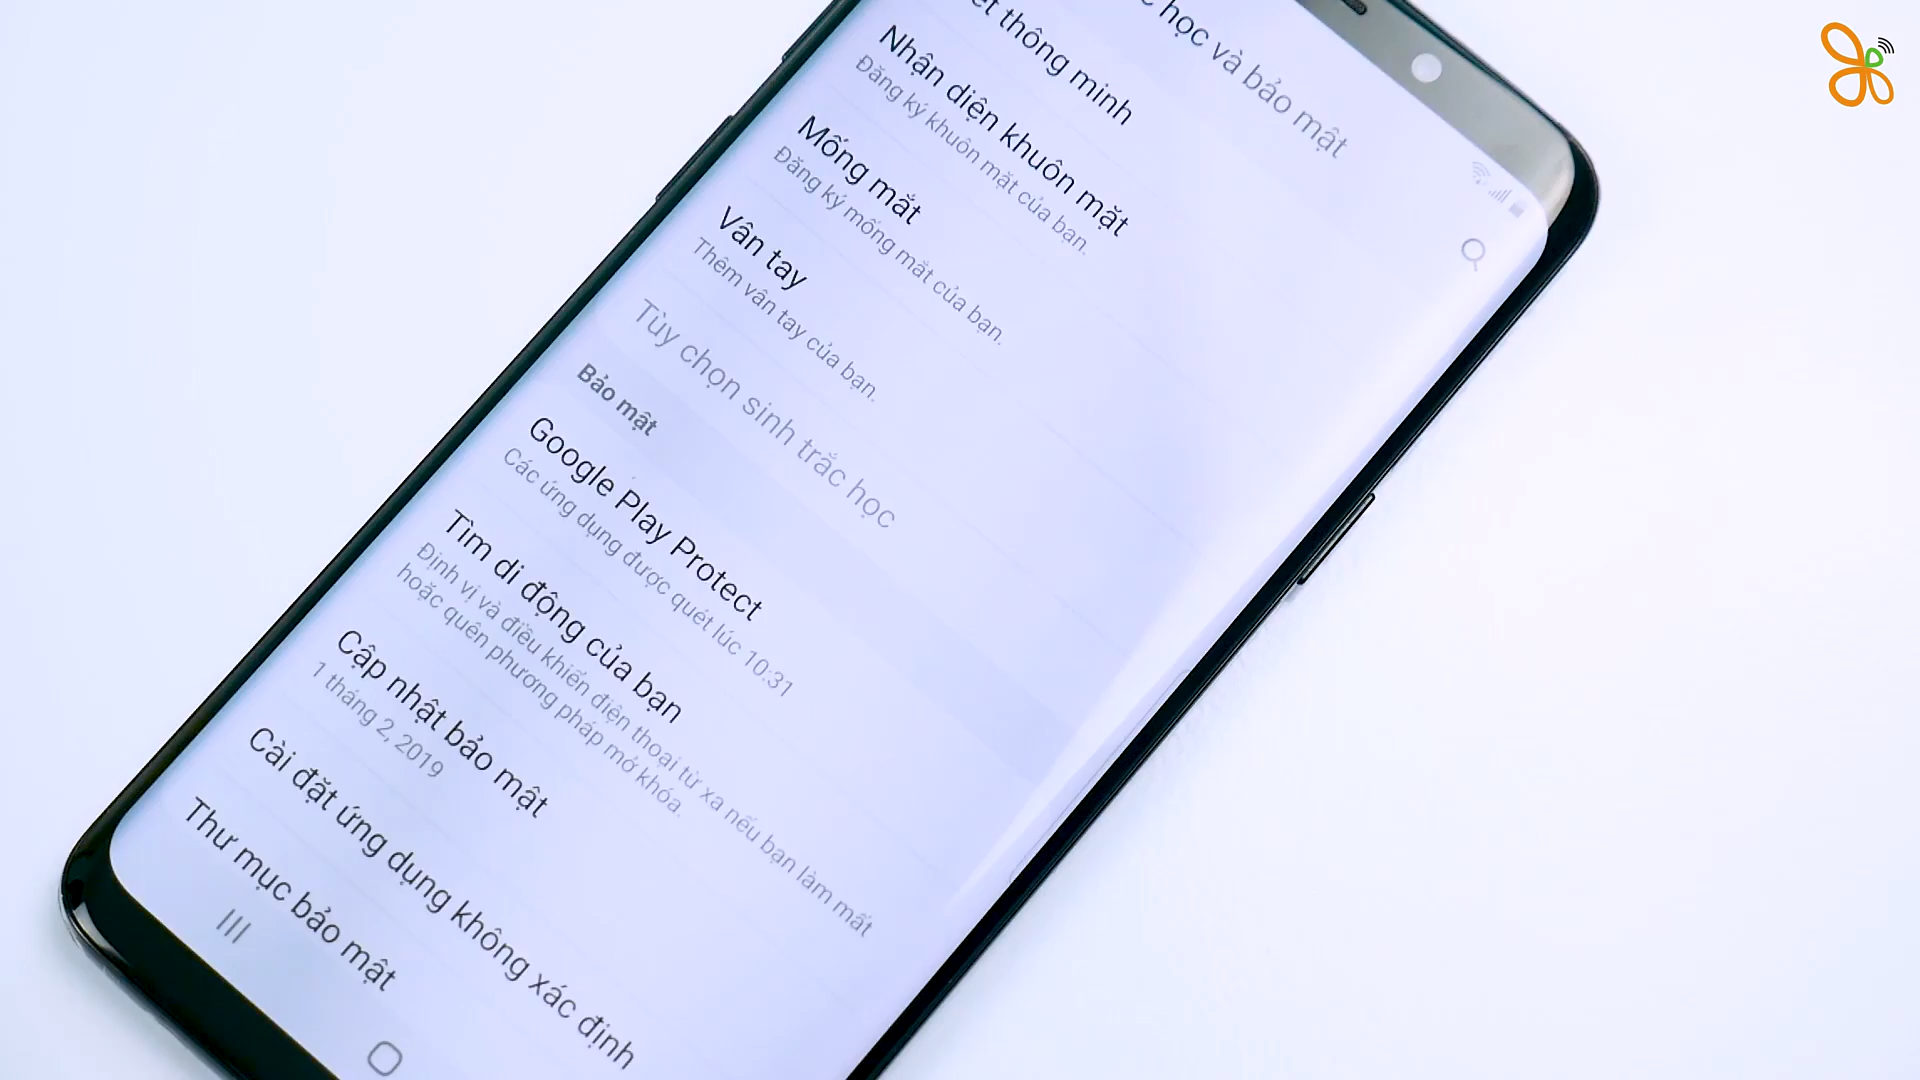 học và bảo mật
thông minh
Nhận diện khuôn mặt
Đăng ký khuôn mặt của bạn.
Mống mắt
Đăng ký mống mắt của bạn.
Vân tay
Thêm vân tay của bạn.
Tùy chọn sinh trắc học
Bảo mật
Google Play Protect
Các ứng dụng được quét lúc 10:31
Tìm di động của bạn
Định vị và điều khiển điện thoại từ xa nếu bạn làm mất
hoặc quên phương pháp mở khóa.
Cập nhật bảo mật
1 tháng 2, 2019
Cài đặt ứng dụng không xác định
Thư mục bảo mật